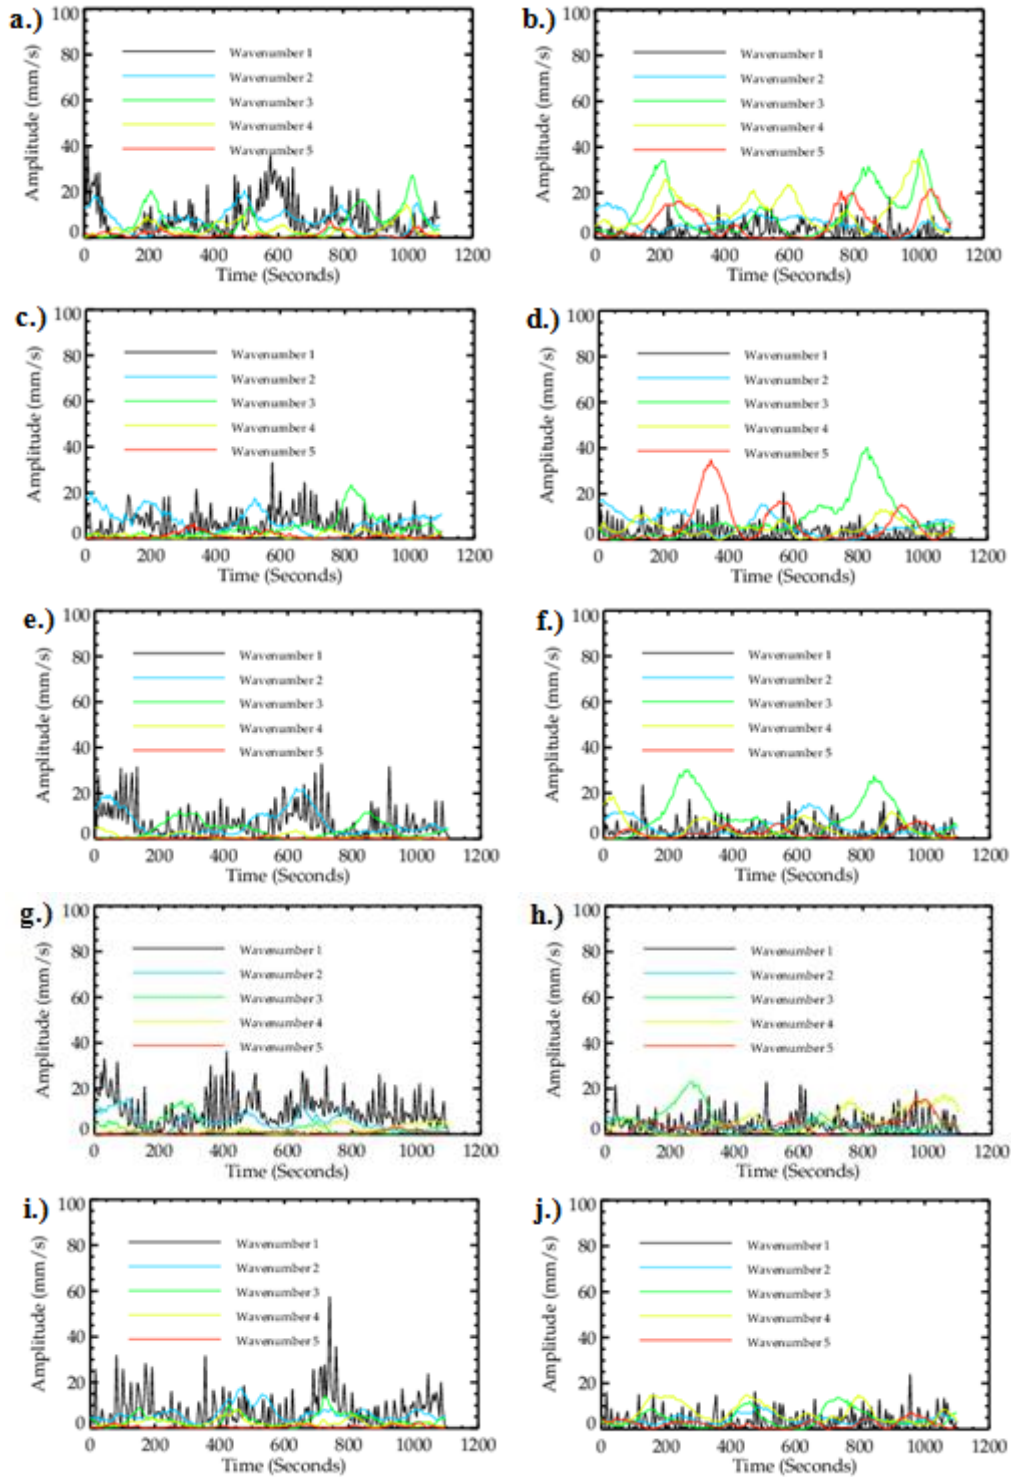 a.)
100
80
60
40
20
0
Amplitude (mm/s)
Wavenumber 1
Wavenumber 2
Wavenumber 3
Wavenumber 4
Wavenumber 5
0 200 400 600 800 1000 1200
Time (Seconds)
b.)
100
80
60
40
20
0
Amplitude (mm/s)
Wavenumber 1
Wavenumber 2
Wavenumber 3
Wavenumber 4
Wavenumber 5
0 200 400 600 800 1000 1200
Time (Seconds)
c.)
100
80
60
40
20
0
Amplitude (mm/s)
Wavenumber 1
Wavenumber 2
Wavenumber 3
Wavenumber 4
Wavenumber 5
0 200 400 600 800 1000 1200
Time (Seconds)
d.)
100
80
60
40
20
0
Amplitude (mm/s)
Wavenumber 1
Wavenumber 2
Wavenumber 3
Wavenumber 4
Wavenumber 5
0 200 400 600 800 1000 1200
Time (Seconds)
e.)
100
80
60
40
20
0
Amplitude (mm/s)
Wavenumber 1
Wavenumber 2
Wavenumber 3
Wavenumber 4
Wavenumber 5
0 200 400 600 800 1000 1200
Time (Seconds)
f.)
100
80
60
40
20
0
Amplitude (mm/s)
Wavenumber 1
Wavenumber 2
Wavenumber 3
Wavenumber 4
Wavenumber 5
0 200 400 600 800 1000 1200
Time (Seconds)
g.)
100
80
60
40
20
0
Amplitude (mm/s)
Wavenumber 1
Wavenumber 2
Wavenumber 3
Wavenumber 4
Wavenumber 5
0 200 400 600 800 1000 1200
Time (Seconds)
h.)
100
80
60
40
20
0
Amplitude (mm/s)
Wavenumber 1
Wavenumber 2
Wavenumber 3
Wavenumber 4
Wavenumber 5
0 200 400 600 800 1000 1200
Time (Seconds)
i.)
100
80
60
40
20
0
Amplitude (mm/s)
Wavenumber 1
Wavenumber 2
Wavenumber 3
Wavenumber 4
Wavenumber 5
0 200 400 600 800 1000 1200
Time (Seconds)
j.)
100
80
60
40
20
0
Amplitude (mm/s)
Wavenumber 1
Wavenumber 2
Wavenumber 3
Wavenumber 4
Wavenumber 5
0 200 400 600 800 1000 1200
Time (Seconds)